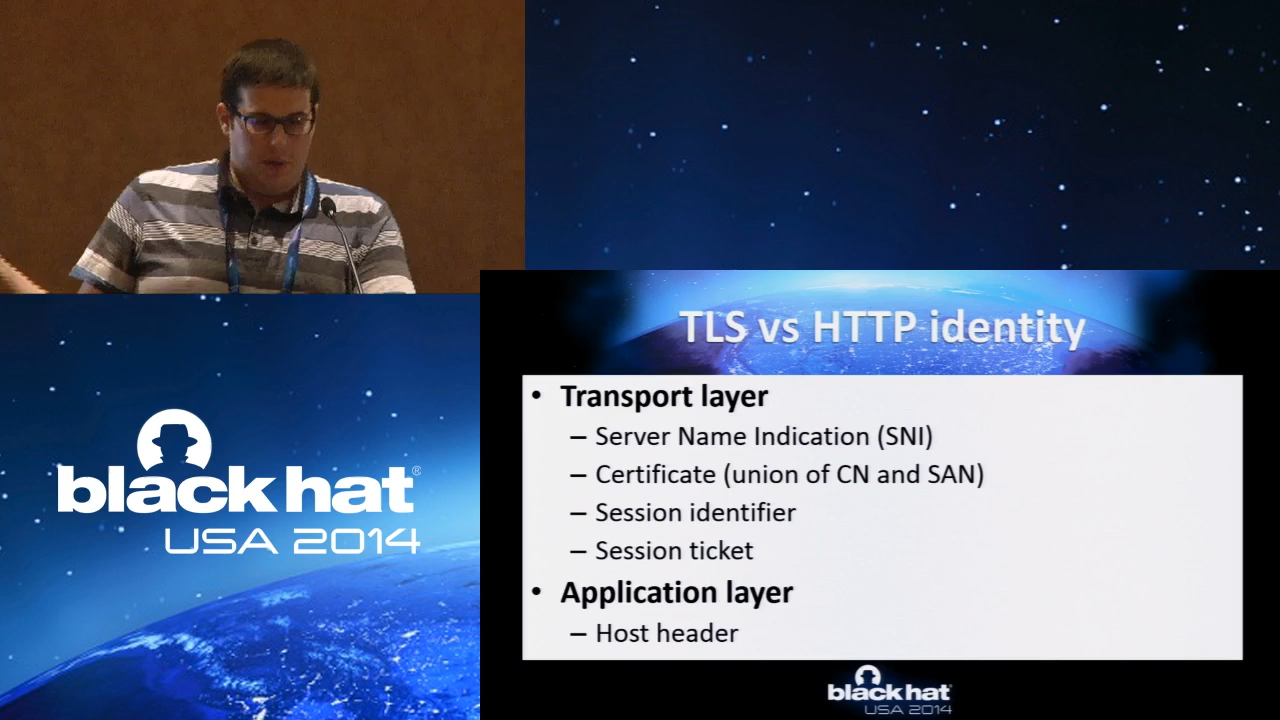 black hat®
USA 2014
TLS vs HTTP identity
• Transport layer
– Server Name Indication (SNI)
– Certificate (union of CN and SAN)
– Session identifier
– Session ticket
• Application layer
– Host header
black hat®
USA 2014